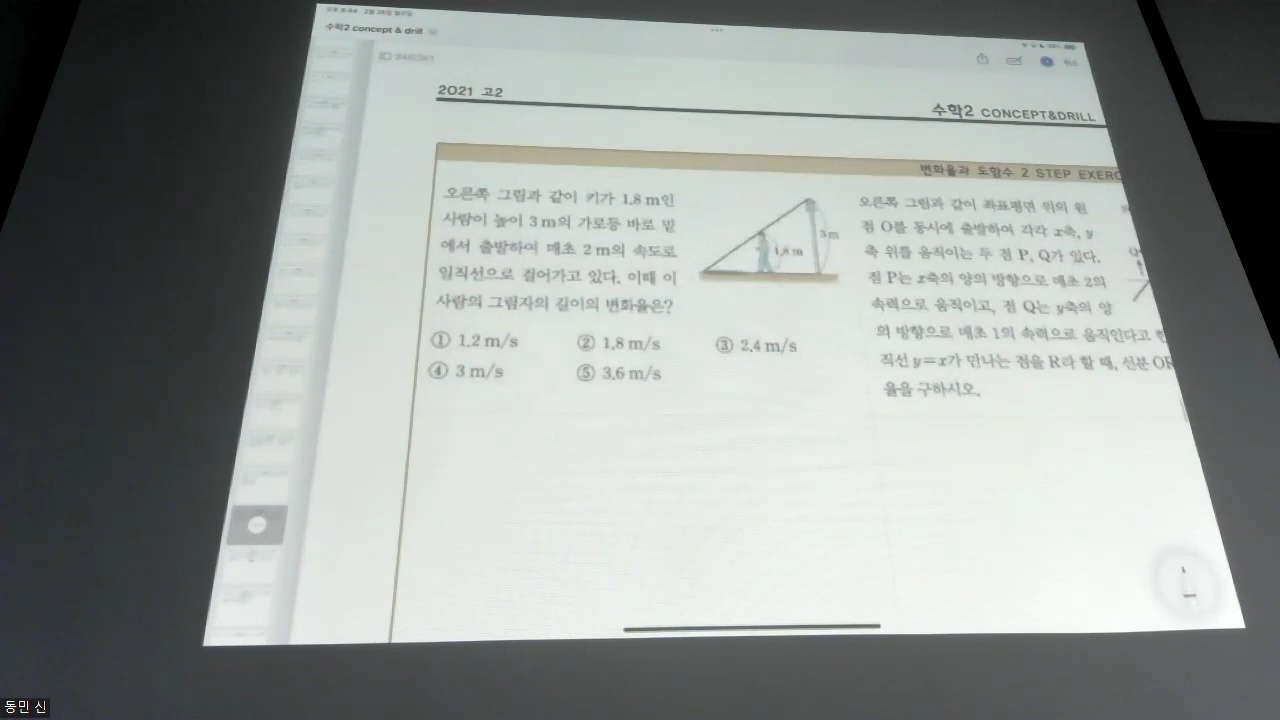 수학2 concept & drill
2021 고2
수학2 CONCEPT&DRILL
변화율과 도함수 2 STEP EXERC
오른쪽 그림과 같이 키가 1.8 m인
사람이 높이 3 m의 가로등 바로 밑
에서 출발하여 매초 2 m의 속도로
일직선으로 걸어가고 있다. 이때 이
사람의 그림자의 길이의 변화율은?
3 m
1.8 m
① 1.2 m/s ② 1.8 m/s ③ 2.4 m/s
④ 3 m/s ⑤ 3.6 m/s
오른쪽 그림과 같이 좌표평면 위의 원
점 O를 동시에 출발하여 각각 x축, y
축 위를 움직이는 두 점 P, Q가 있다.
점 P는 x축의 양의 방향으로 매초 2의
속력으로 움직이고, 점 Q는 y축의 양
의 방향으로 매초 1의 속력으로 움직인다고 한
직선 y=x가 만나는 점을 R라 할 때, 선분 OR
율을 구하시오.
Q
동민 신